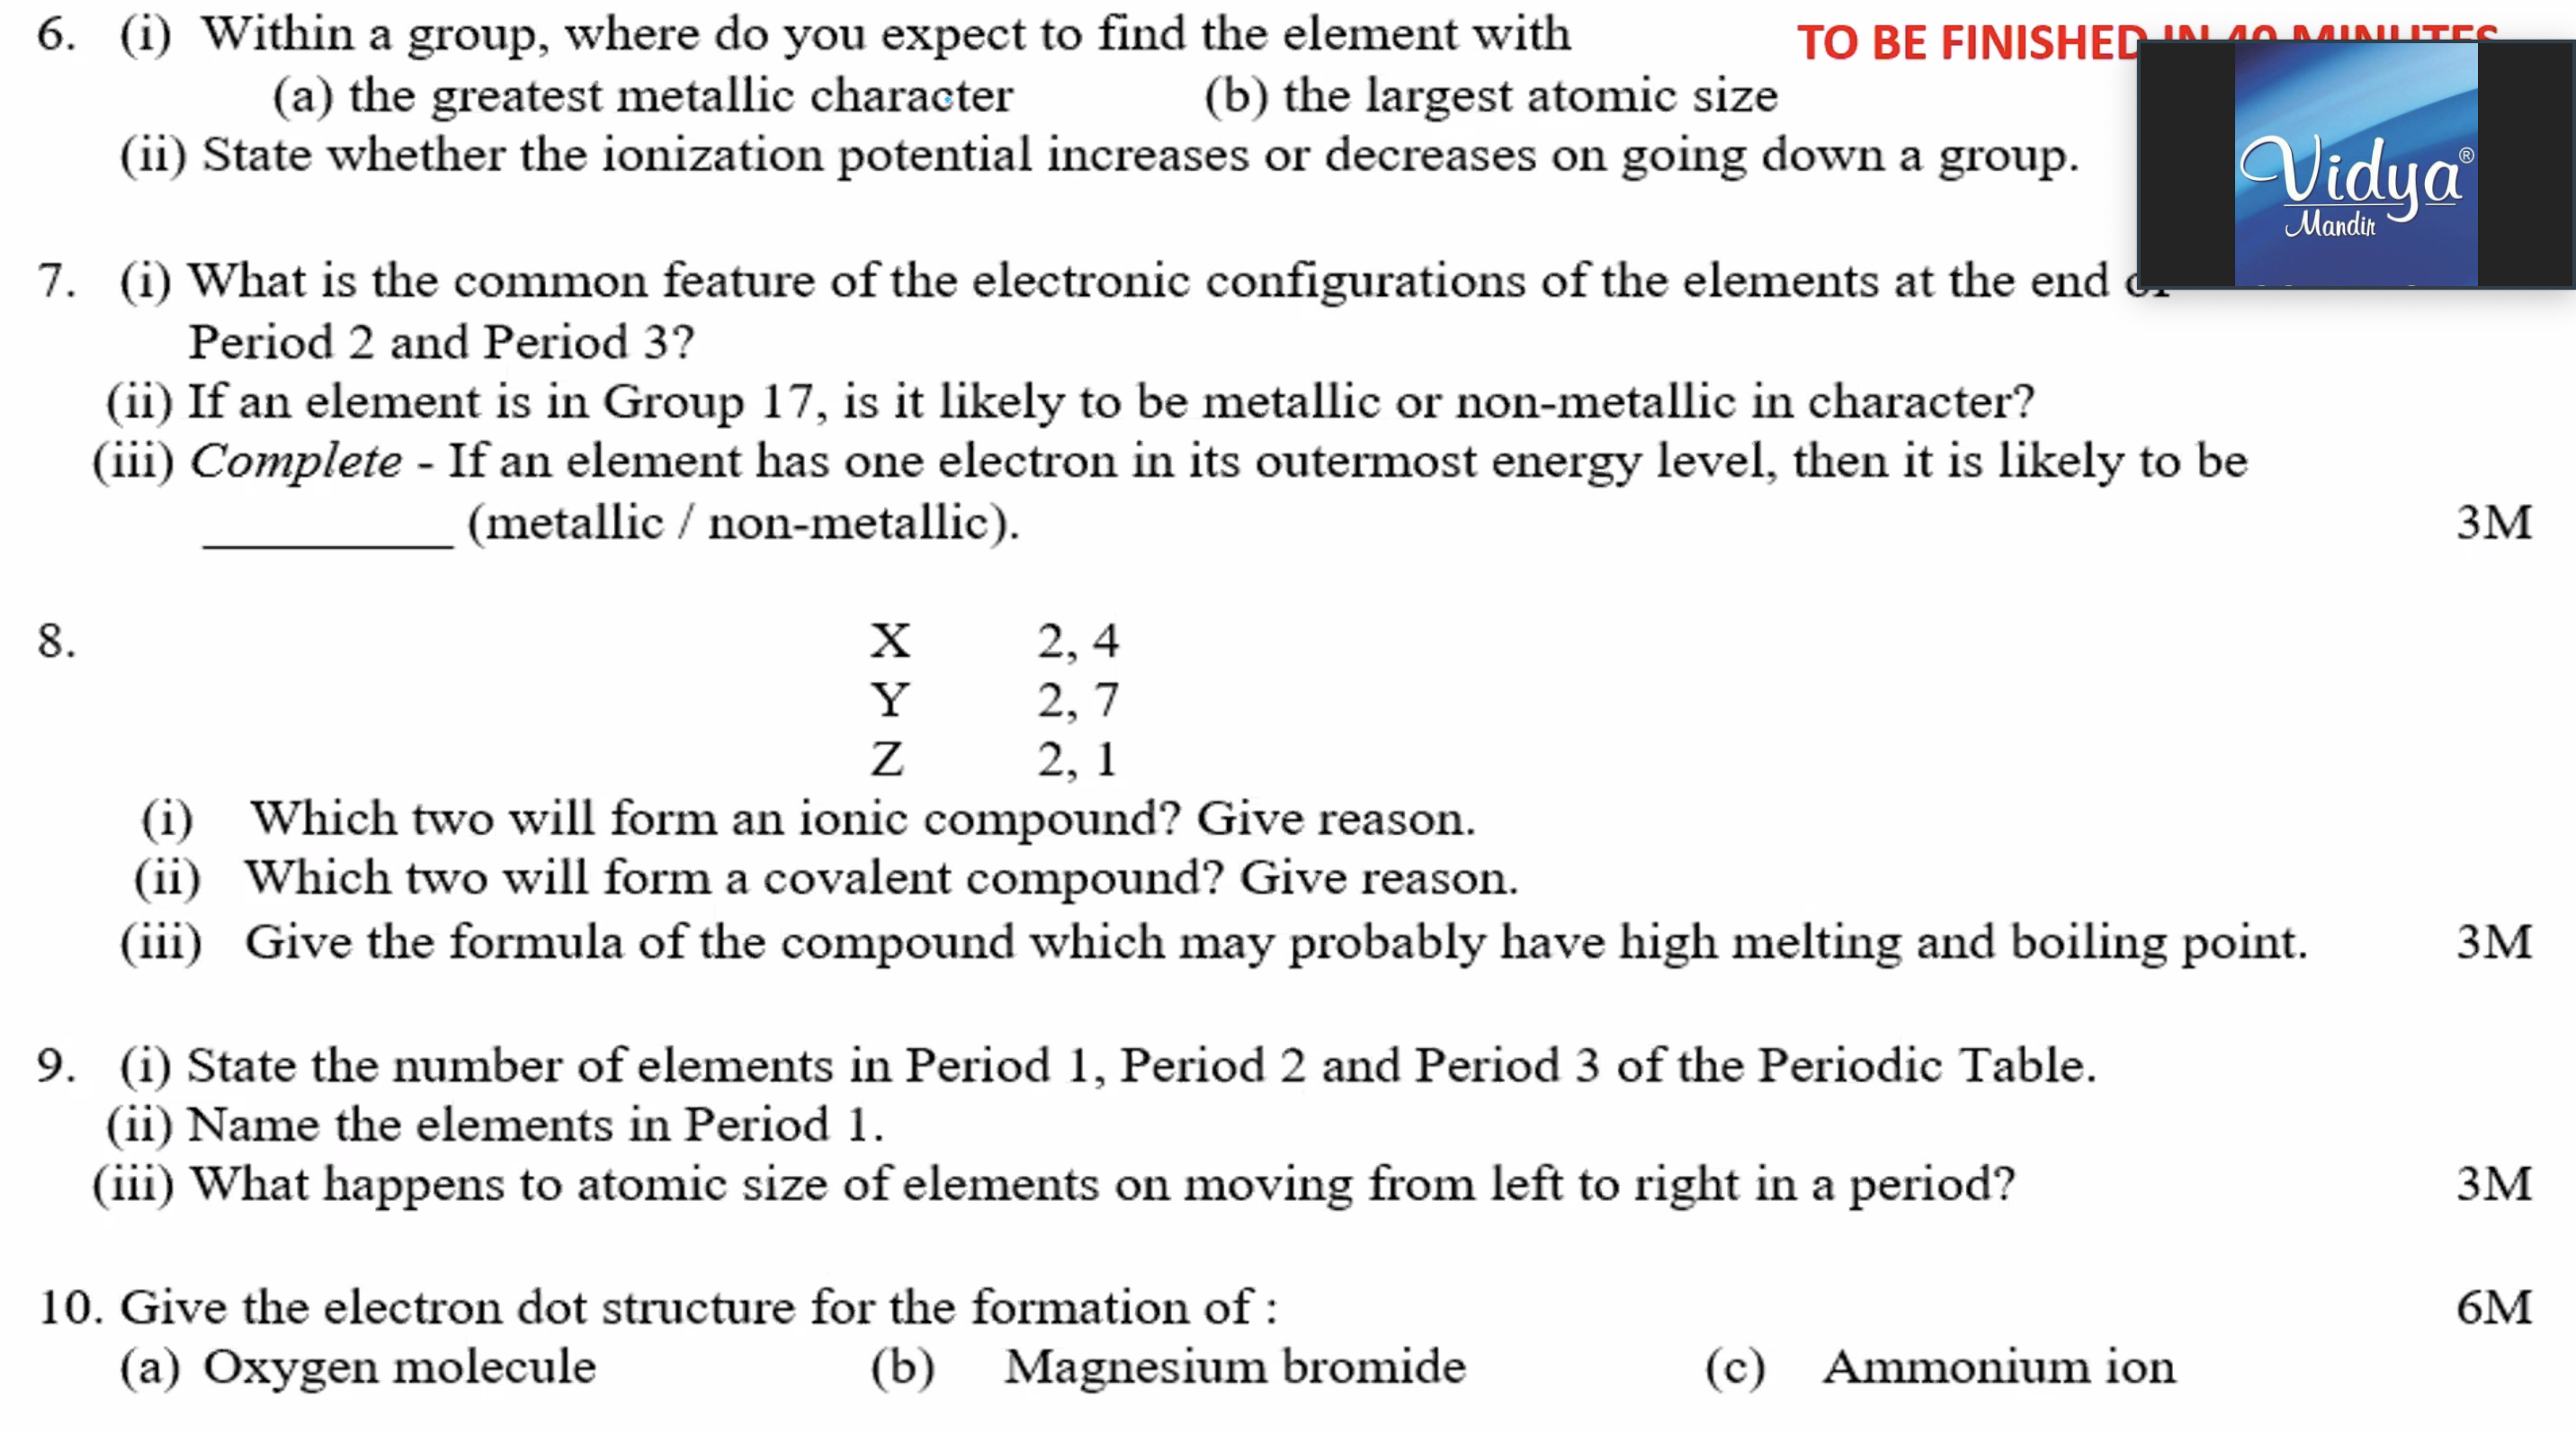 6. (i) Within a group, where do you expect to find the element with
TO BE FINISHED IN 40 MINUTES
(a) the greatest metallic character (b) the largest atomic size
(ii) State whether the ionization potential increases or decreases on going down a group.
Vidya®
Mandir
7. (i) What is the common feature of the electronic configurations of the elements at the end of
Period 2 and Period 3?
(ii) If an element is in Group 17, is it likely to be metallic or non-metallic in character?
(iii) Complete - If an element has one electron in its outermost energy level, then it is likely to be
__________ (metallic / non-metallic). 3M
8. X 2, 4
Y 2, 7
Z 2, 1
(i) Which two will form an ionic compound? Give reason.
(ii) Which two will form a covalent compound? Give reason.
(iii) Give the formula of the compound which may probably have high melting and boiling point. 3M
9. (i) State the number of elements in Period 1, Period 2 and Period 3 of the Periodic Table.
(ii) Name the elements in Period 1.
(iii) What happens to atomic size of elements on moving from left to right in a period? 3M
10. Give the electron dot structure for the formation of : 6M
(a) Oxygen molecule (b) Magnesium bromide (c) Ammonium ion